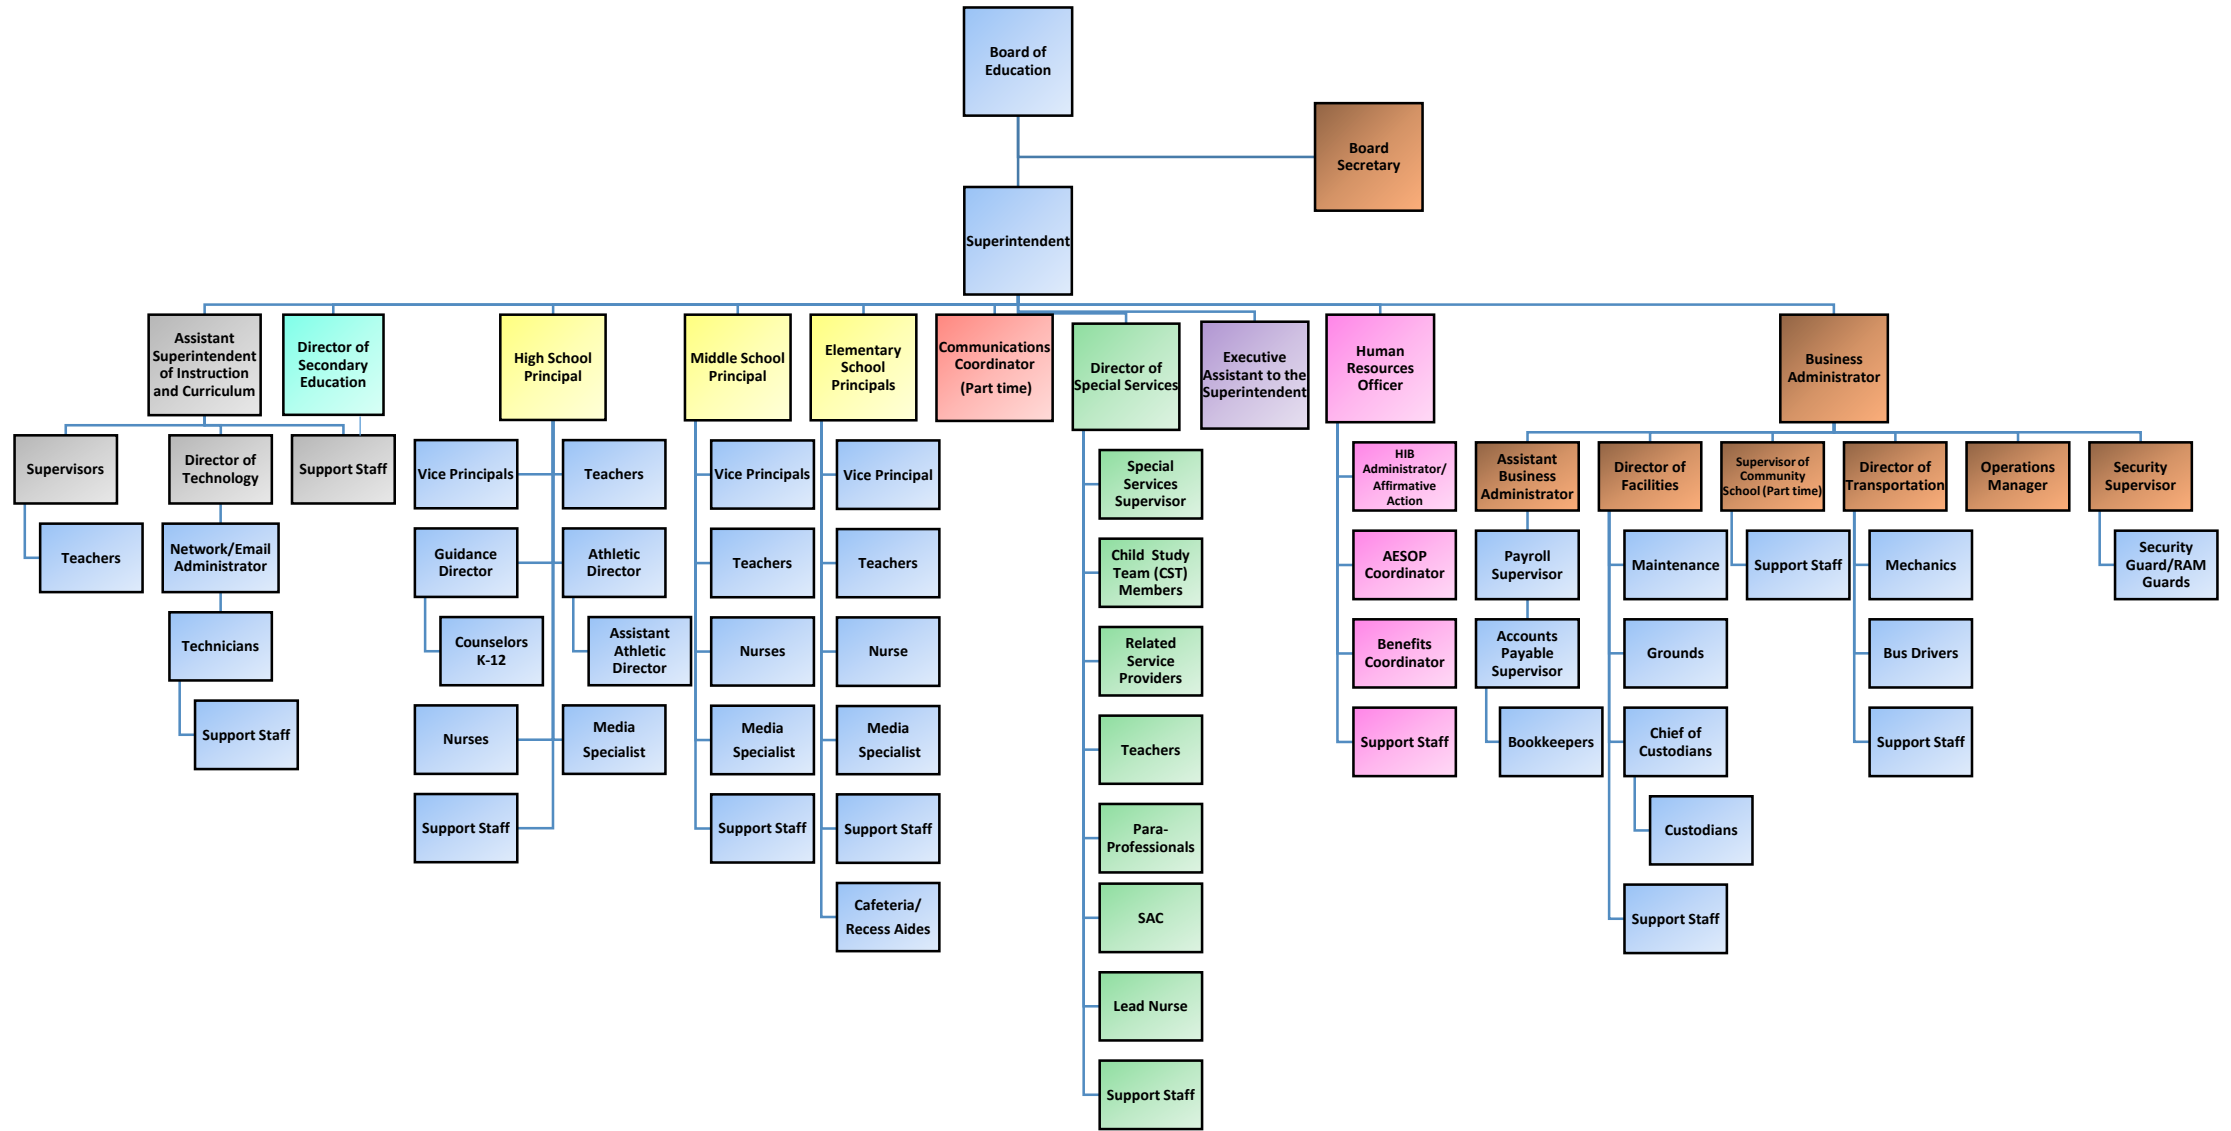 Board of
Education
Board
Secretary
Superintendent
Assistant
Superintendent
of Instruction
and Curriculum
Director of
Secondary
Education
High School
Principal
Middle School
Principal
Elementary
School
Principals
Communications
Coordinator
(Part time)
Director of
Special Services
Executive
Assistant to the
Superintendent
Human
Resources
Officer
Business
Administrator
Supervisors
Director of
Technology
Support Staff
Teachers
Network/Email
Administrator
Technicians
Support Staff
Vice Principals
Teachers
Guidance
Director
Athletic
Director
Counselors
K-12
Assistant
Athletic
Director
Nurses
Media
Specialist
Support Staff
Vice Principals
Teachers
Nurses
Media
Specialist
Support Staff
Vice Principal
Teachers
Nurse
Media
Specialist
Support Staff
Cafeteria/
Recess Aides
Special
Services
Supervisor
Child Study
Team (CST)
Members
Related
Service
Providers
Teachers
Para-
Professionals
SAC
Lead Nurse
Support Staff
HIB
Administrator/
Affirmative
Action
AESOP
Coordinator
Benefits
Coordinator
Support Staff
Assistant
Business
Administrator
Payroll
Supervisor
Accounts
Payable
Supervisor
Bookkeepers
Director of
Facilities
Maintenance
Grounds
Chief of
Custodians
Custodians
Support Staff
Supervisor of
Community
School (Part time)
Support Staff
Director of
Transportation
Mechanics
Bus Drivers
Support Staff
Operations
Manager
Security
Supervisor
Security
Guard/RAM
Guards